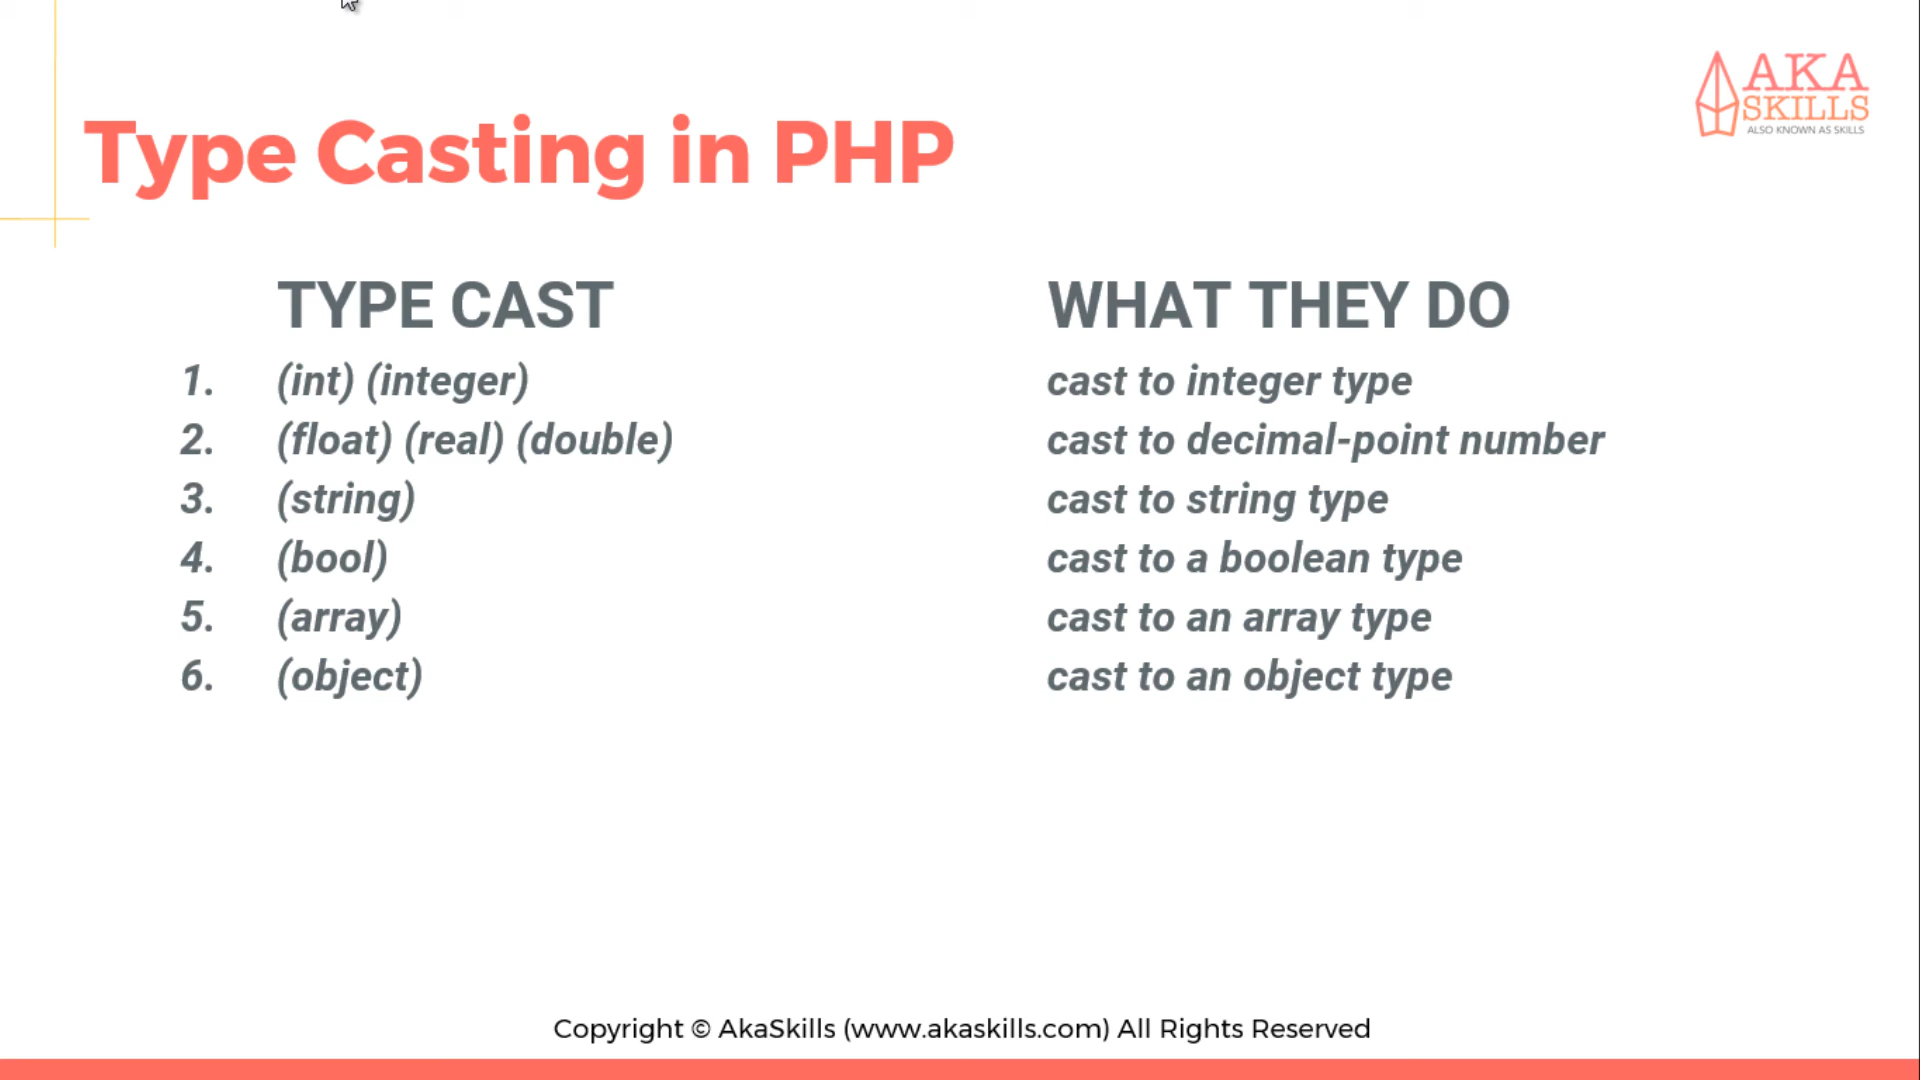 AKA
SKILLS
ALSO KNOWN AS SKILLS
Type Casting in PHP
TYPE CAST WHAT THEY DO
1. (int) (integer) cast to integer type
2. (float) (real) (double) cast to decimal-point number
3. (string) cast to string type
4. (bool) cast to a boolean type
5. (array) cast to an array type
6. (object) cast to an object type
Copyright © AkaSkills (www.akaskills.com) All Rights Reserved